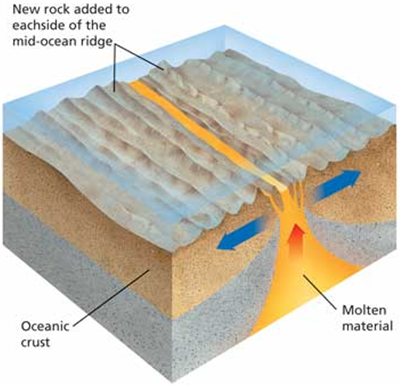 New rock added to
eachside of the
mid-ocean ridge
Oceanic
crust
Molten
material